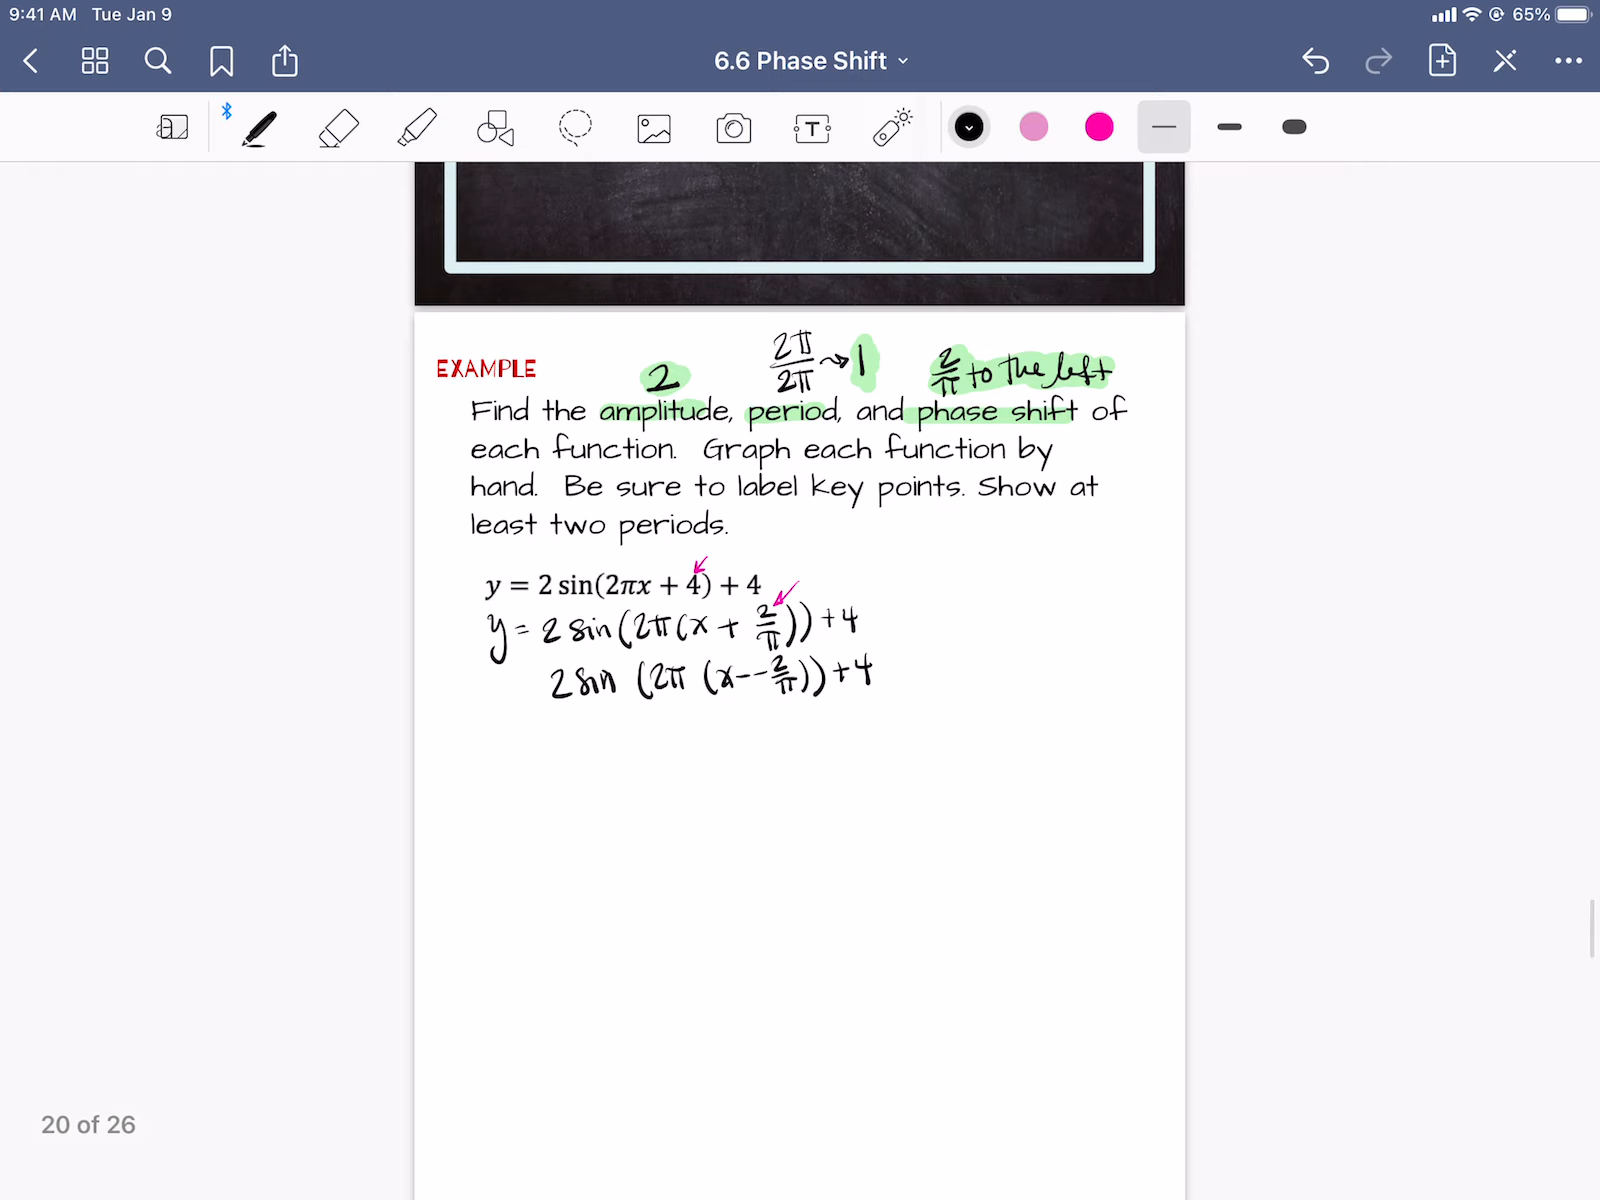 9:41 AM Tue Jan 9
65%
6.6 Phase Shift
T
EXAMPLE
2
2π/2π ⤳ 1
2/π to the left
Find the amplitude, period, and phase shift of
each function. Graph each function by
hand. Be sure to label key points. Show at
least two periods.
y = 2 sin(2πx + 4) + 4
y = 2 sin(2π(x + 2/π)) + 4
2 sin (2π (x - - 2/π)) + 4
20 of 26